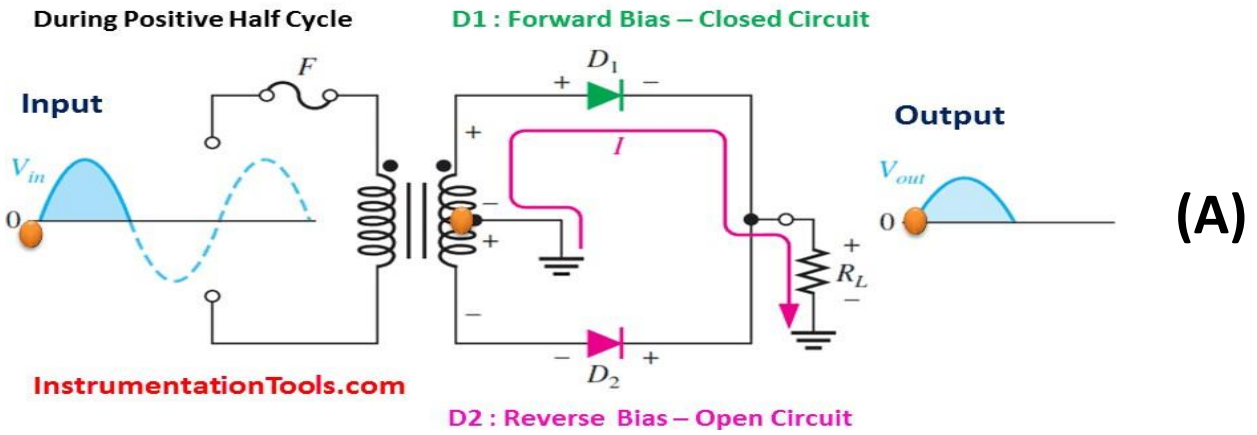 During Positive Half Cycle
D1 : Forward Bias – Closed Circuit
F
D1
+ –
Input
Output
+
I
Vin
Vout
–
(A)
0
0
+
+
RL
–
–
– +
D2
InstrumentationTools.com
D2 : Reverse Bias – Open Circuit